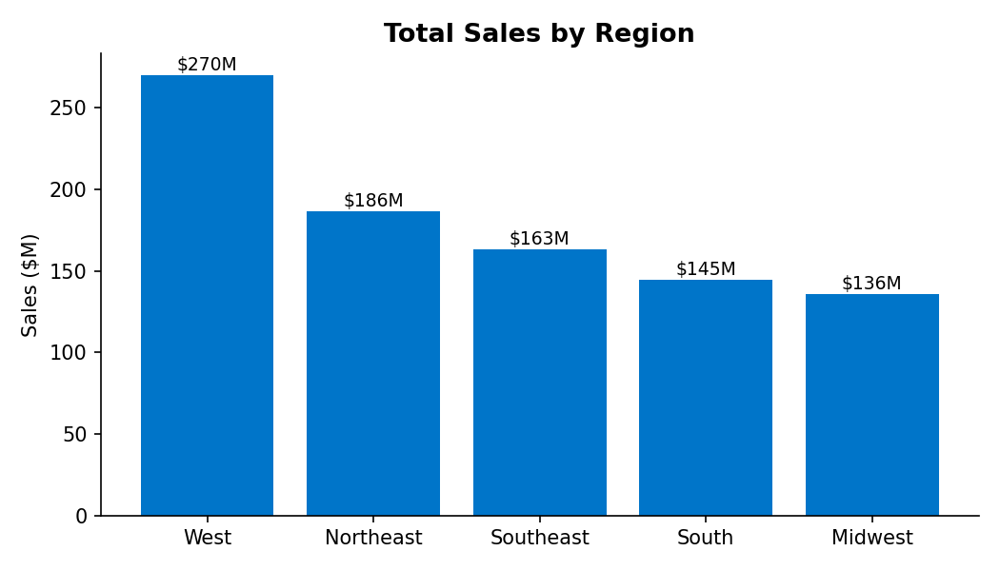 Total Sales by Region
$270M
$186M
$163M
$145M
$136M
250
200
150
100
50
0
Sales ($M)
West Northeast Southeast South Midwest